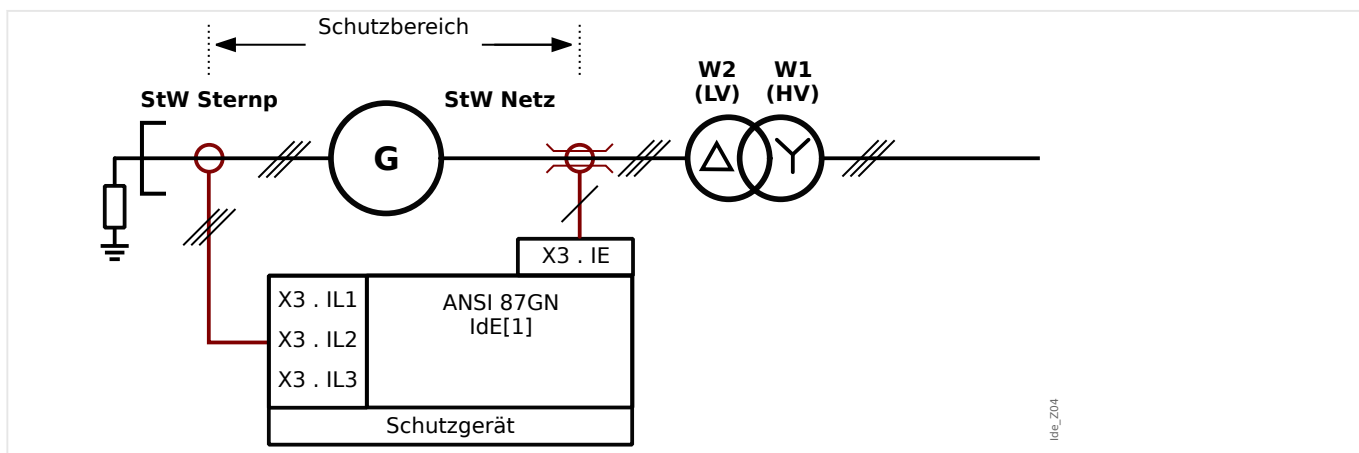 Schutzbereich
W2
(LV)
W1
(HV)
StW Sternp
StW Netz
G
X3 . IE
X3 . IL1
X3 . IL2
X3 . IL3
ANSI 87GN
IdE[1]
Schutzgerät
Ide_Z04